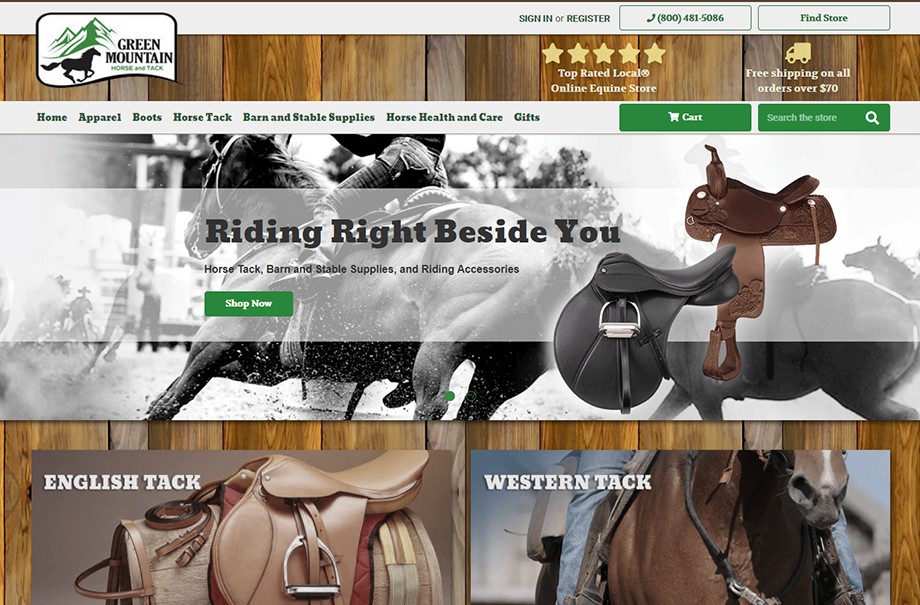 SIGN IN or REGISTER
(800) 481-5086
Find Store
GREEN
MOUNTAIN
HORSE and TACK
Top Rated Local®
Online Equine Store
Free shipping on all
orders over $70
Home Apparel Boots Horse Tack Barn and Stable Supplies Horse Health and Care Gifts
Cart
Search the store
Riding Right Beside You
Horse Tack, Barn and Stable Supplies, and Riding Accessories
Shop Now
ENGLISH TACK
WESTERN TACK